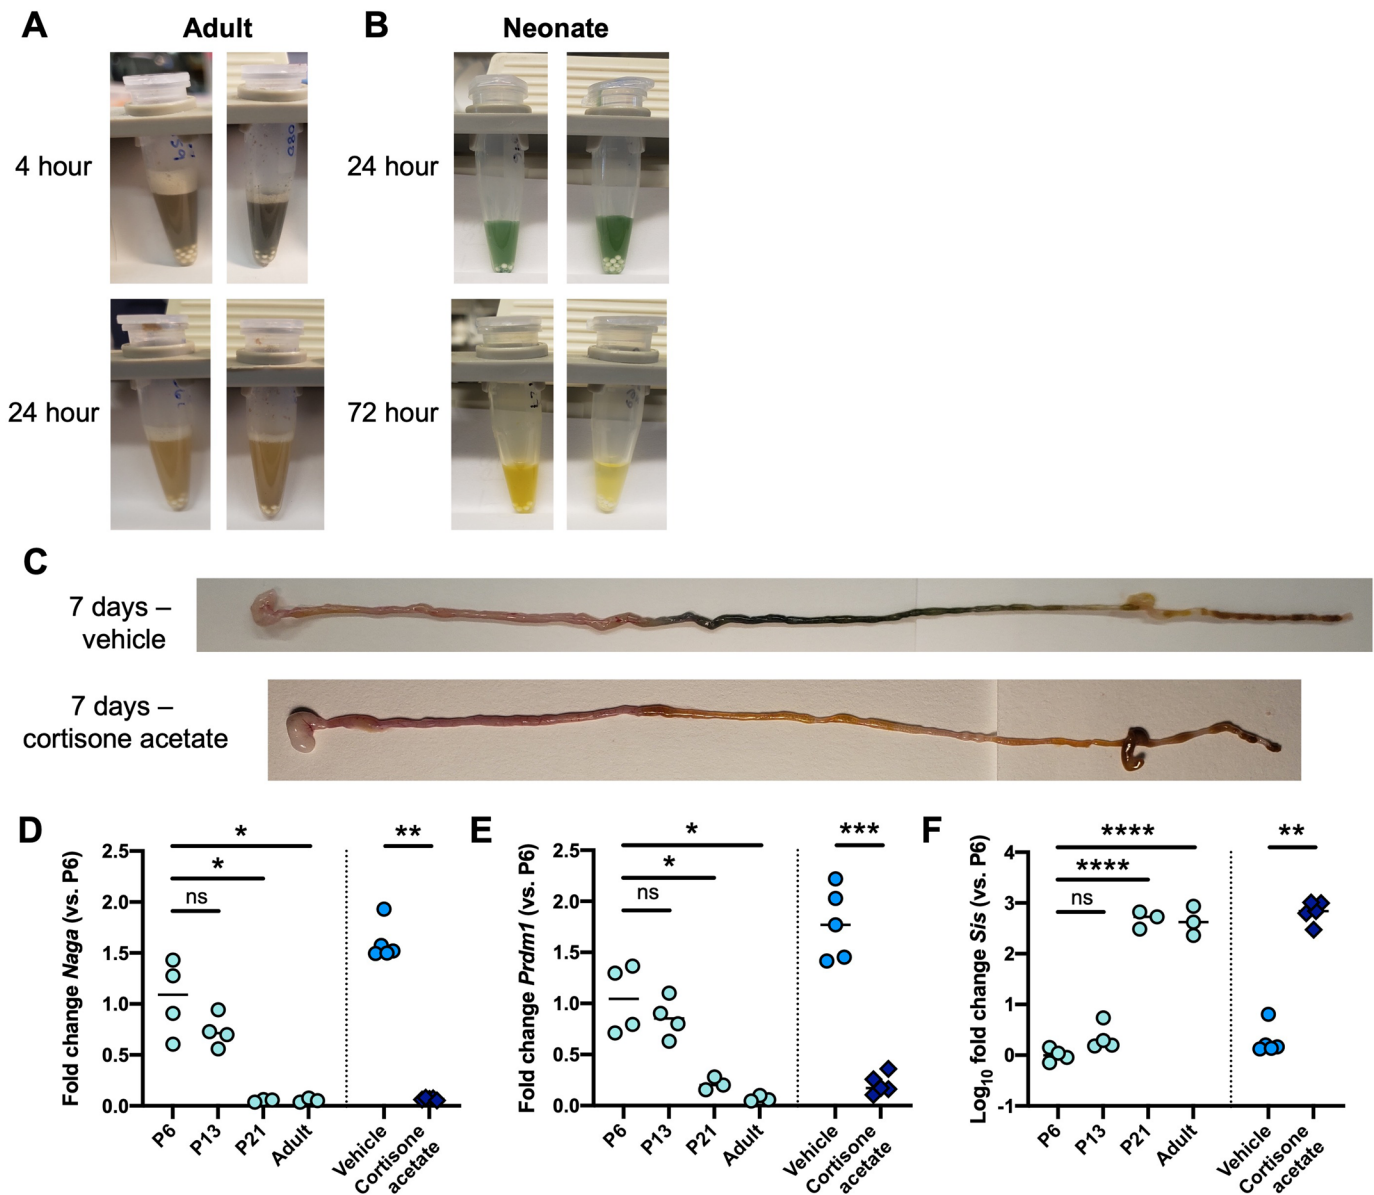 A Adult
B Neonate
4 hour
24 hour
24 hour
72 hour
C
7 days –
vehicle
7 days –
cortisone acetate
D
Fold change Naga (vs. P6)
2.5
2.0
1.5
1.0
0.5
0.0
*
*
ns
**
P6
P13
P21
Adult
Vehicle
Cortisone
acetate
E
Fold change Prdm1 (vs. P6)
2.5
2.0
1.5
1.0
0.5
0.0
*
*
ns
***
P6
P13
P21
Adult
Vehicle
Cortisone
acetate
F
Log10 fold change Sis (vs. P6)
4
3
2
1
0
-1
****
****
ns
**
P6
P13
P21
Adult
Vehicle
Cortisone
acetate